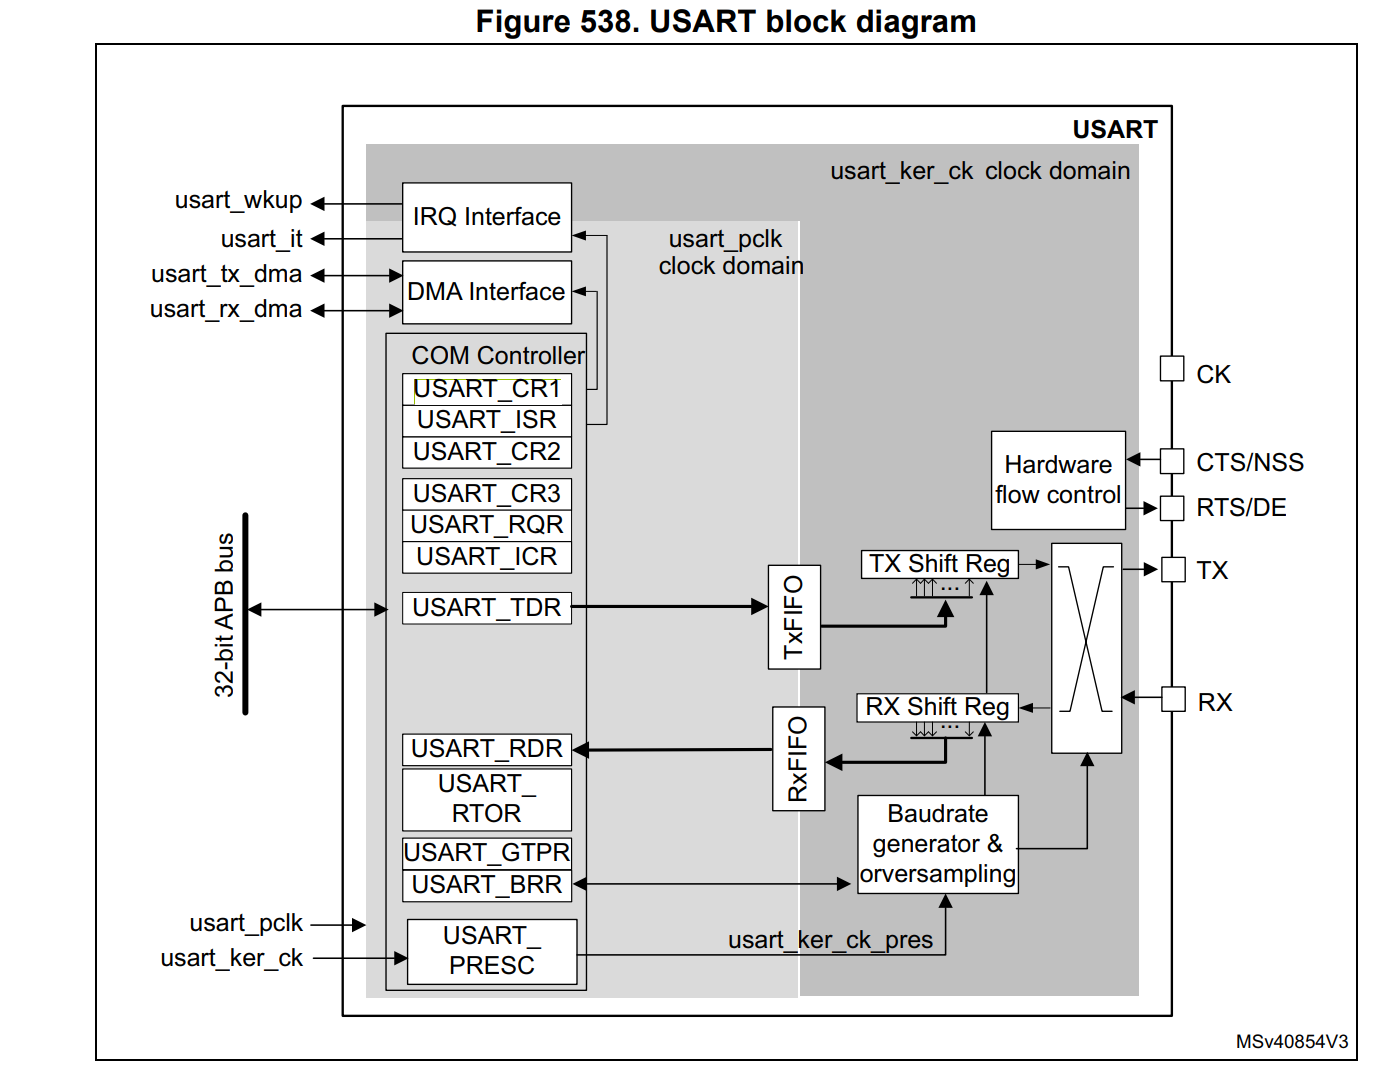 Figure 538. USART block diagram
USART
usart_ker_ck clock domain
usart_wkup
IRQ Interface
usart_it
usart_pclk
clock domain
usart_tx_dma
DMA Interface
usart_rx_dma
COM Controller
USART_CR1
USART_ISR
USART_CR2
USART_CR3
USART_RQR
USART_ICR
USART_TDR
32-bit APB bus
USART_RDR
USART_
RTOR
USART_GTPR
USART_BRR
USART_
PRESC
usart_pclk
usart_ker_ck
usart_ker_ck_pres
TxFIFO
RxFIFO
TX Shift Reg
...
RX Shift Reg
...
Baudrate
generator &
orversampling
Hardware
flow control
CK
CTS/NSS
RTS/DE
TX
RX
MSv40854V3